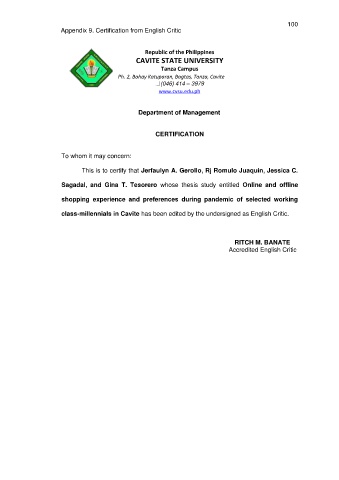 100
Appendix 9. Certification from English Critic
Republic of the Philippines
CAVITE STATE UNIVERSITY
Tanza Campus
Ph. 2, Bahay Katuparan, Bagtas, Tanza, Cavite
(046) 414 – 3979
www.cvsu.edu.ph
Department of Management
CERTIFICATION
To whom it may concern:
This is to certify that Jerfaulyn A. Gerollo, Rj Romulo Juaquin, Jessica C.
Sagadal, and Gina T. Tesorero whose thesis study entitled Online and offline
shopping experience and preferences during pandemic of selected working
class-millennials in Cavite has been edited by the undersigned as English Critic.
RITCH M. BANATE
Accredited English Critic